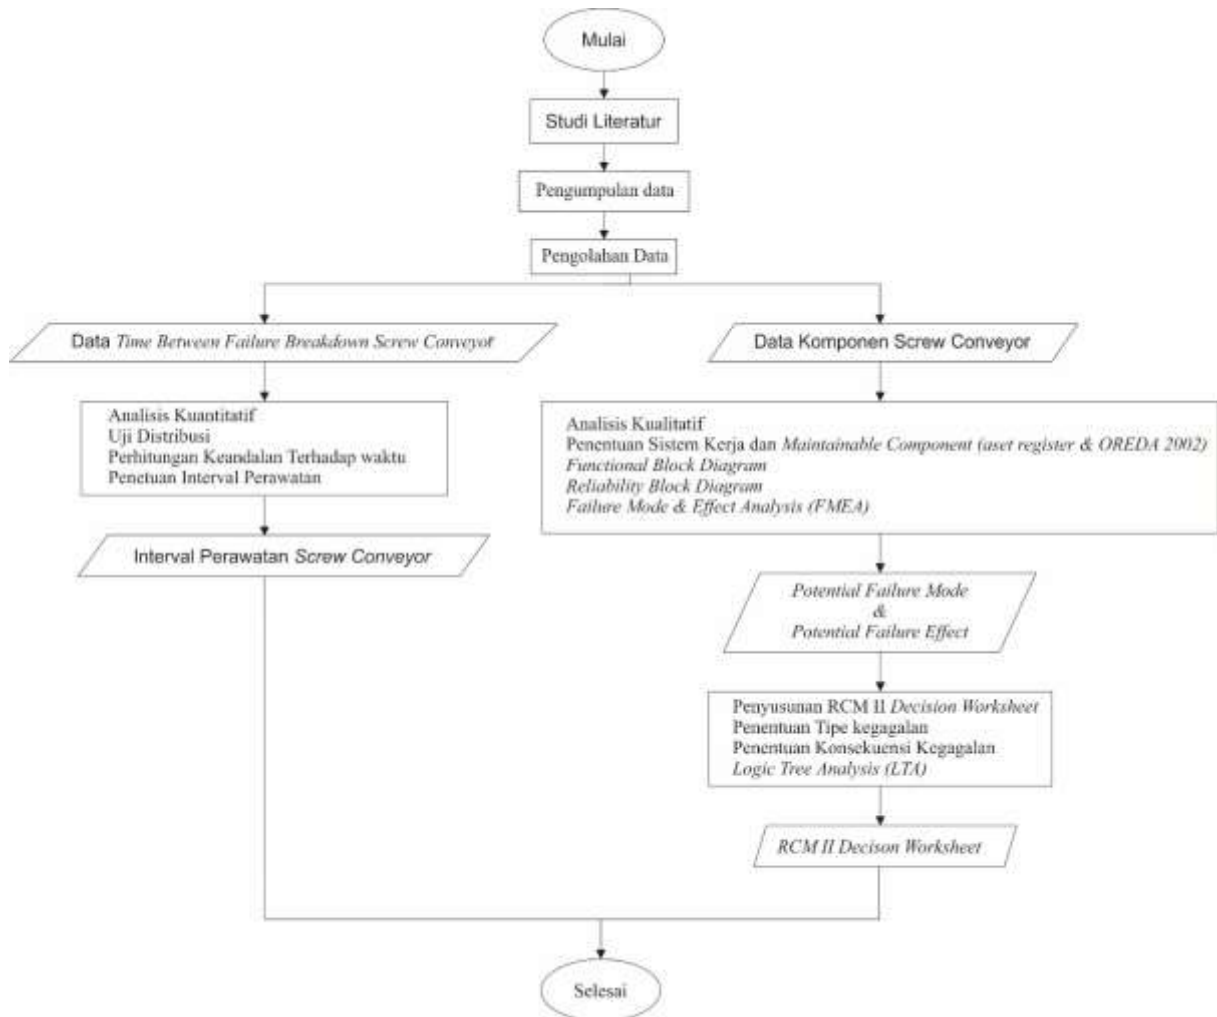 Mulai
Studi Literatur
Pengumpulan data
Pengolahan Data
Data Time Between Failure Breakdown Screw Conveyor
Analisis Kuantitatif
Uji Distribusi
Perhitungan Keandalan Terhadap waktu
Penetuan Interval Perawatan
Interval Perawatan Screw Conveyor
Data Komponen Screw Conveyor
Analisis Kualitatif
Penentuan Sistem Kerja dan Maintainable Component (aset register & OREDA 2002)
Functional Block Diagram
Reliability Block Diagram
Failure Mode & Effect Analysis (FMEA)
Potential Failure Mode
&
Potential Failure Effect
Penyusunan RCM II Decision Worksheet
Penentuan Tipe kegagalan
Penentuan Konsekuensi Kegagalan
Logic Tree Analysis (LTA)
RCM II Decison Worksheet
Selesai